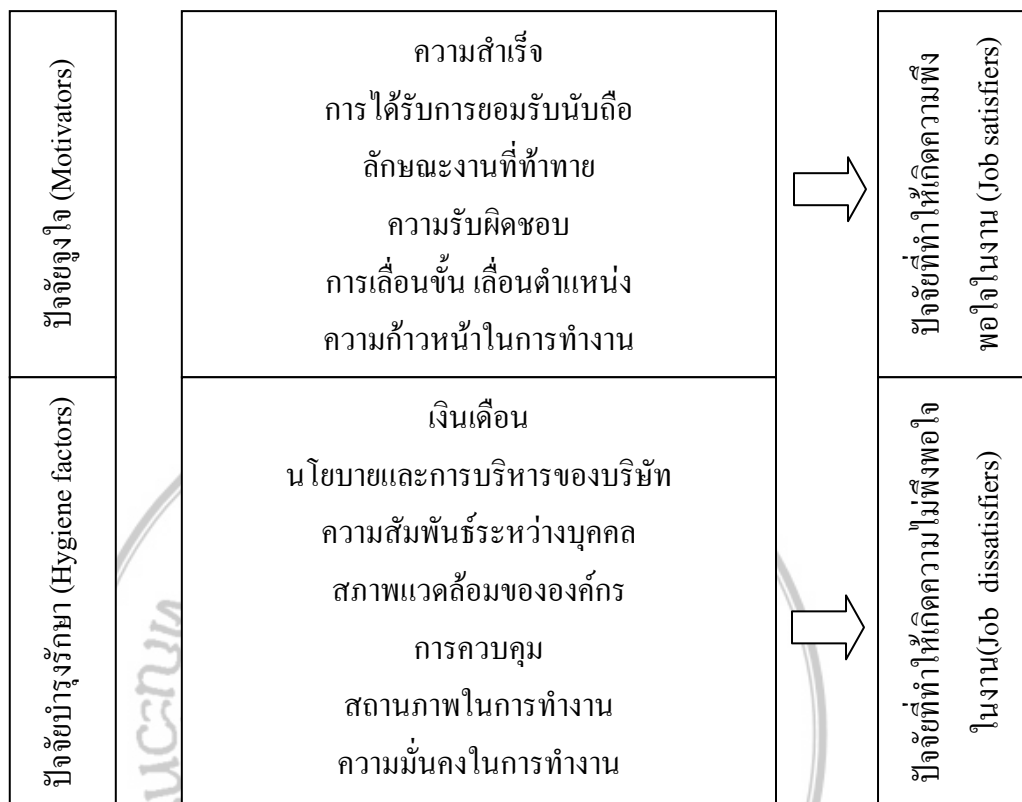 ปัจจัยจูงใจ (Motivators)
ความสำเร็จ
การได้รับการยอมรับนับถือ
ลักษณะงานที่ท้าทาย
ความรับผิดชอบ
การเลื่อนขั้น เลื่อนตำแหน่ง
ความก้าวหน้าในการทำงาน
ปัจจัยที่ทำให้เกิดความพึง
พอใจในงาน (Job satisfiers)
ปัจจัยบำรุงรักษา (Hygiene factors)
เงินเดือน
นโยบายและการบริหารของบริษัท
ความสัมพันธ์ระหว่างบุคคล
สภาพแวดล้อมขององค์กร
การควบคุม
สถานภาพในการทำงาน
ความมั่นคงในการทำงาน
ปัจจัยที่ทำให้เกิดความไม่พึงพอใจ
ในงาน(Job dissatisfiers)